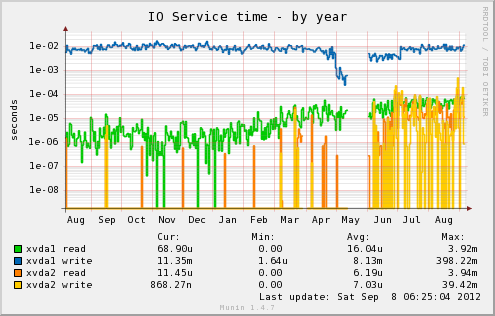 IO Service time - by year
RRDTOOL / TOBI OETIKER
seconds
1e-02
1e-03
1e-04
1e-05
1e-06
1e-07
1e-08
Aug Sep Oct Nov Dec Jan Feb Mar Apr May Jun Jul Aug
Cur: Min: Avg: Max:
xvda1 read 68.90u 0.00 16.04u 3.92m
xvda1 write 11.35m 1.64u 8.13m 398.22m
xvda2 read 11.45u 0.00 6.19u 3.94m
xvda2 write 868.27n 0.00 7.03u 39.42m
Last update: Sat Sep 8 06:25:04 2012
Munin 1.4.7